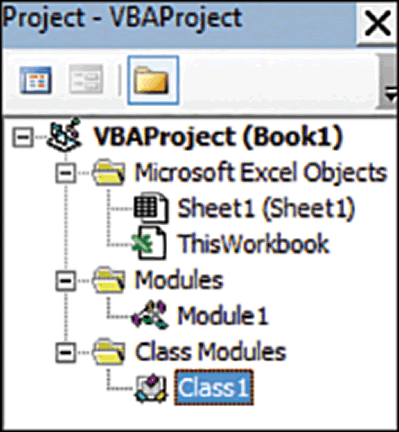 Project - VBAProject
VBAProject (Book1)
Microsoft Excel Objects
Sheet1 (Sheet1)
ThisWorkbook
Modules
Module1
Class Modules
Class1